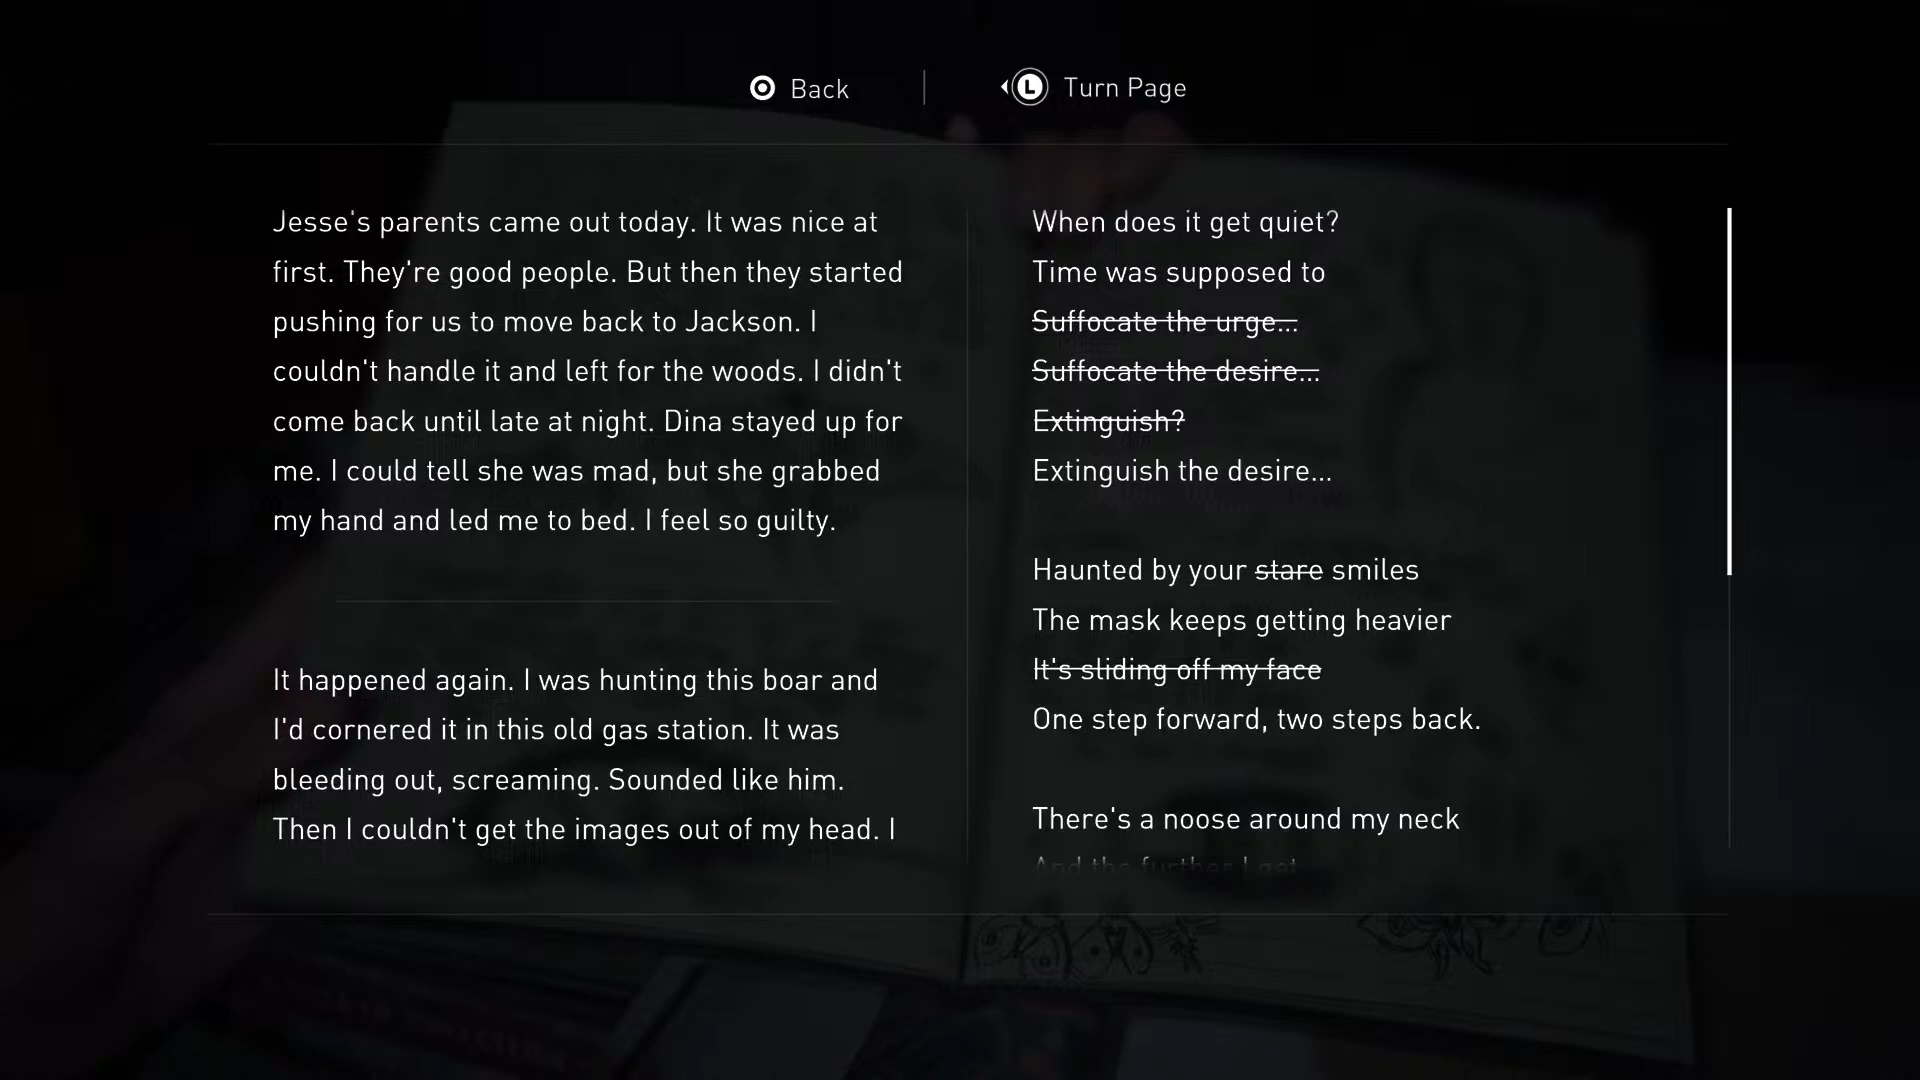 Back
L Turn Page
Jesse's parents came out today. It was nice at
first. They're good people. But then they started
pushing for us to move back to Jackson. I
couldn't handle it and left for the woods. I didn't
come back until late at night. Dina stayed up for
me. I could tell she was mad, but she grabbed
my hand and led me to bed. I feel so guilty.
It happened again. I was hunting this boar and
I'd cornered it in this old gas station. It was
bleeding out, screaming. Sounded like him.
Then I couldn't get the images out of my head. I
When does it get quiet?
Time was supposed to
Suffocate the urge...
Suffocate the desire...
Extinguish?
Extinguish the desire...
Haunted by your stare smiles
The mask keeps getting heavier
It's sliding off my face
One step forward, two steps back.
There's a noose around my neck
And the further I get